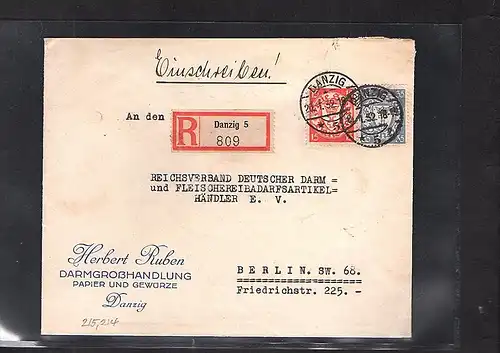 Einschreiben!
DANZIG
An den
R
Danzig 5
809
REICHSVERBAND DEUTSCHER DARM =
und FLEISCHEREIBADARFSARTIKEL=
HÄNDLER E. V.
Herbert Ruben
DARMGROßHANDLUNG
PAPIER UND GEWÜRZE
Danzig
BERLIN. SW. 68.
Friedrichstr. 225. -
215,214